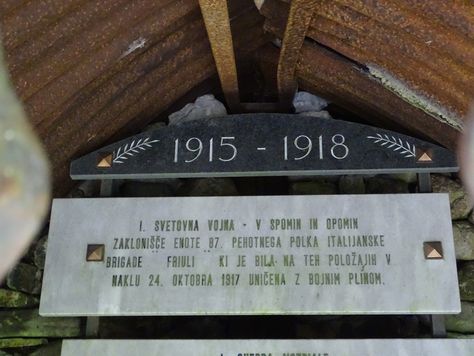 1915 - 1918
I. SVETOVNA VOJNA - V SPOMIN IN OPOMIN
ZAKLONIŠČE ENOTE 87. PEHOTNEGA POLKA ITALIJANSKE
BRIGADE FRIULI KI JE BILA NA TEH POLOŽAJIH V
NAKLU 24. OKTOBRA 1917 UNIČENA Z BOJNIM PLINOM.